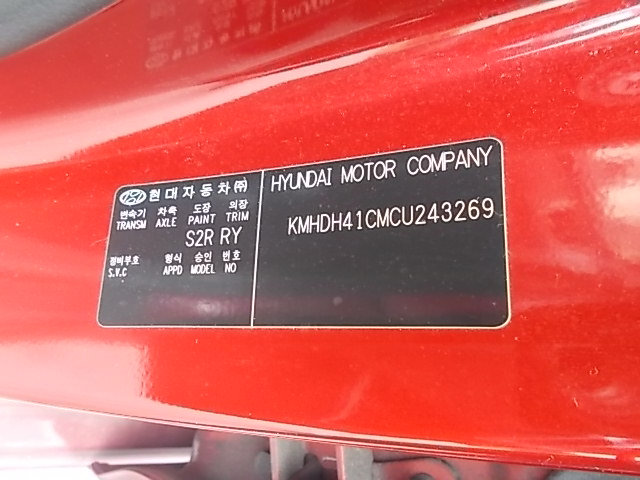 현대자동차㈜
변속기 차축 도장 외장
TRANSM AXLE PAINT TRIM
S2R RY
정비부호 형식 승인 번호
S.V.C APPD MODEL NO
HYUNDAI MOTOR COMPANY
KMHDH41CMCU243269